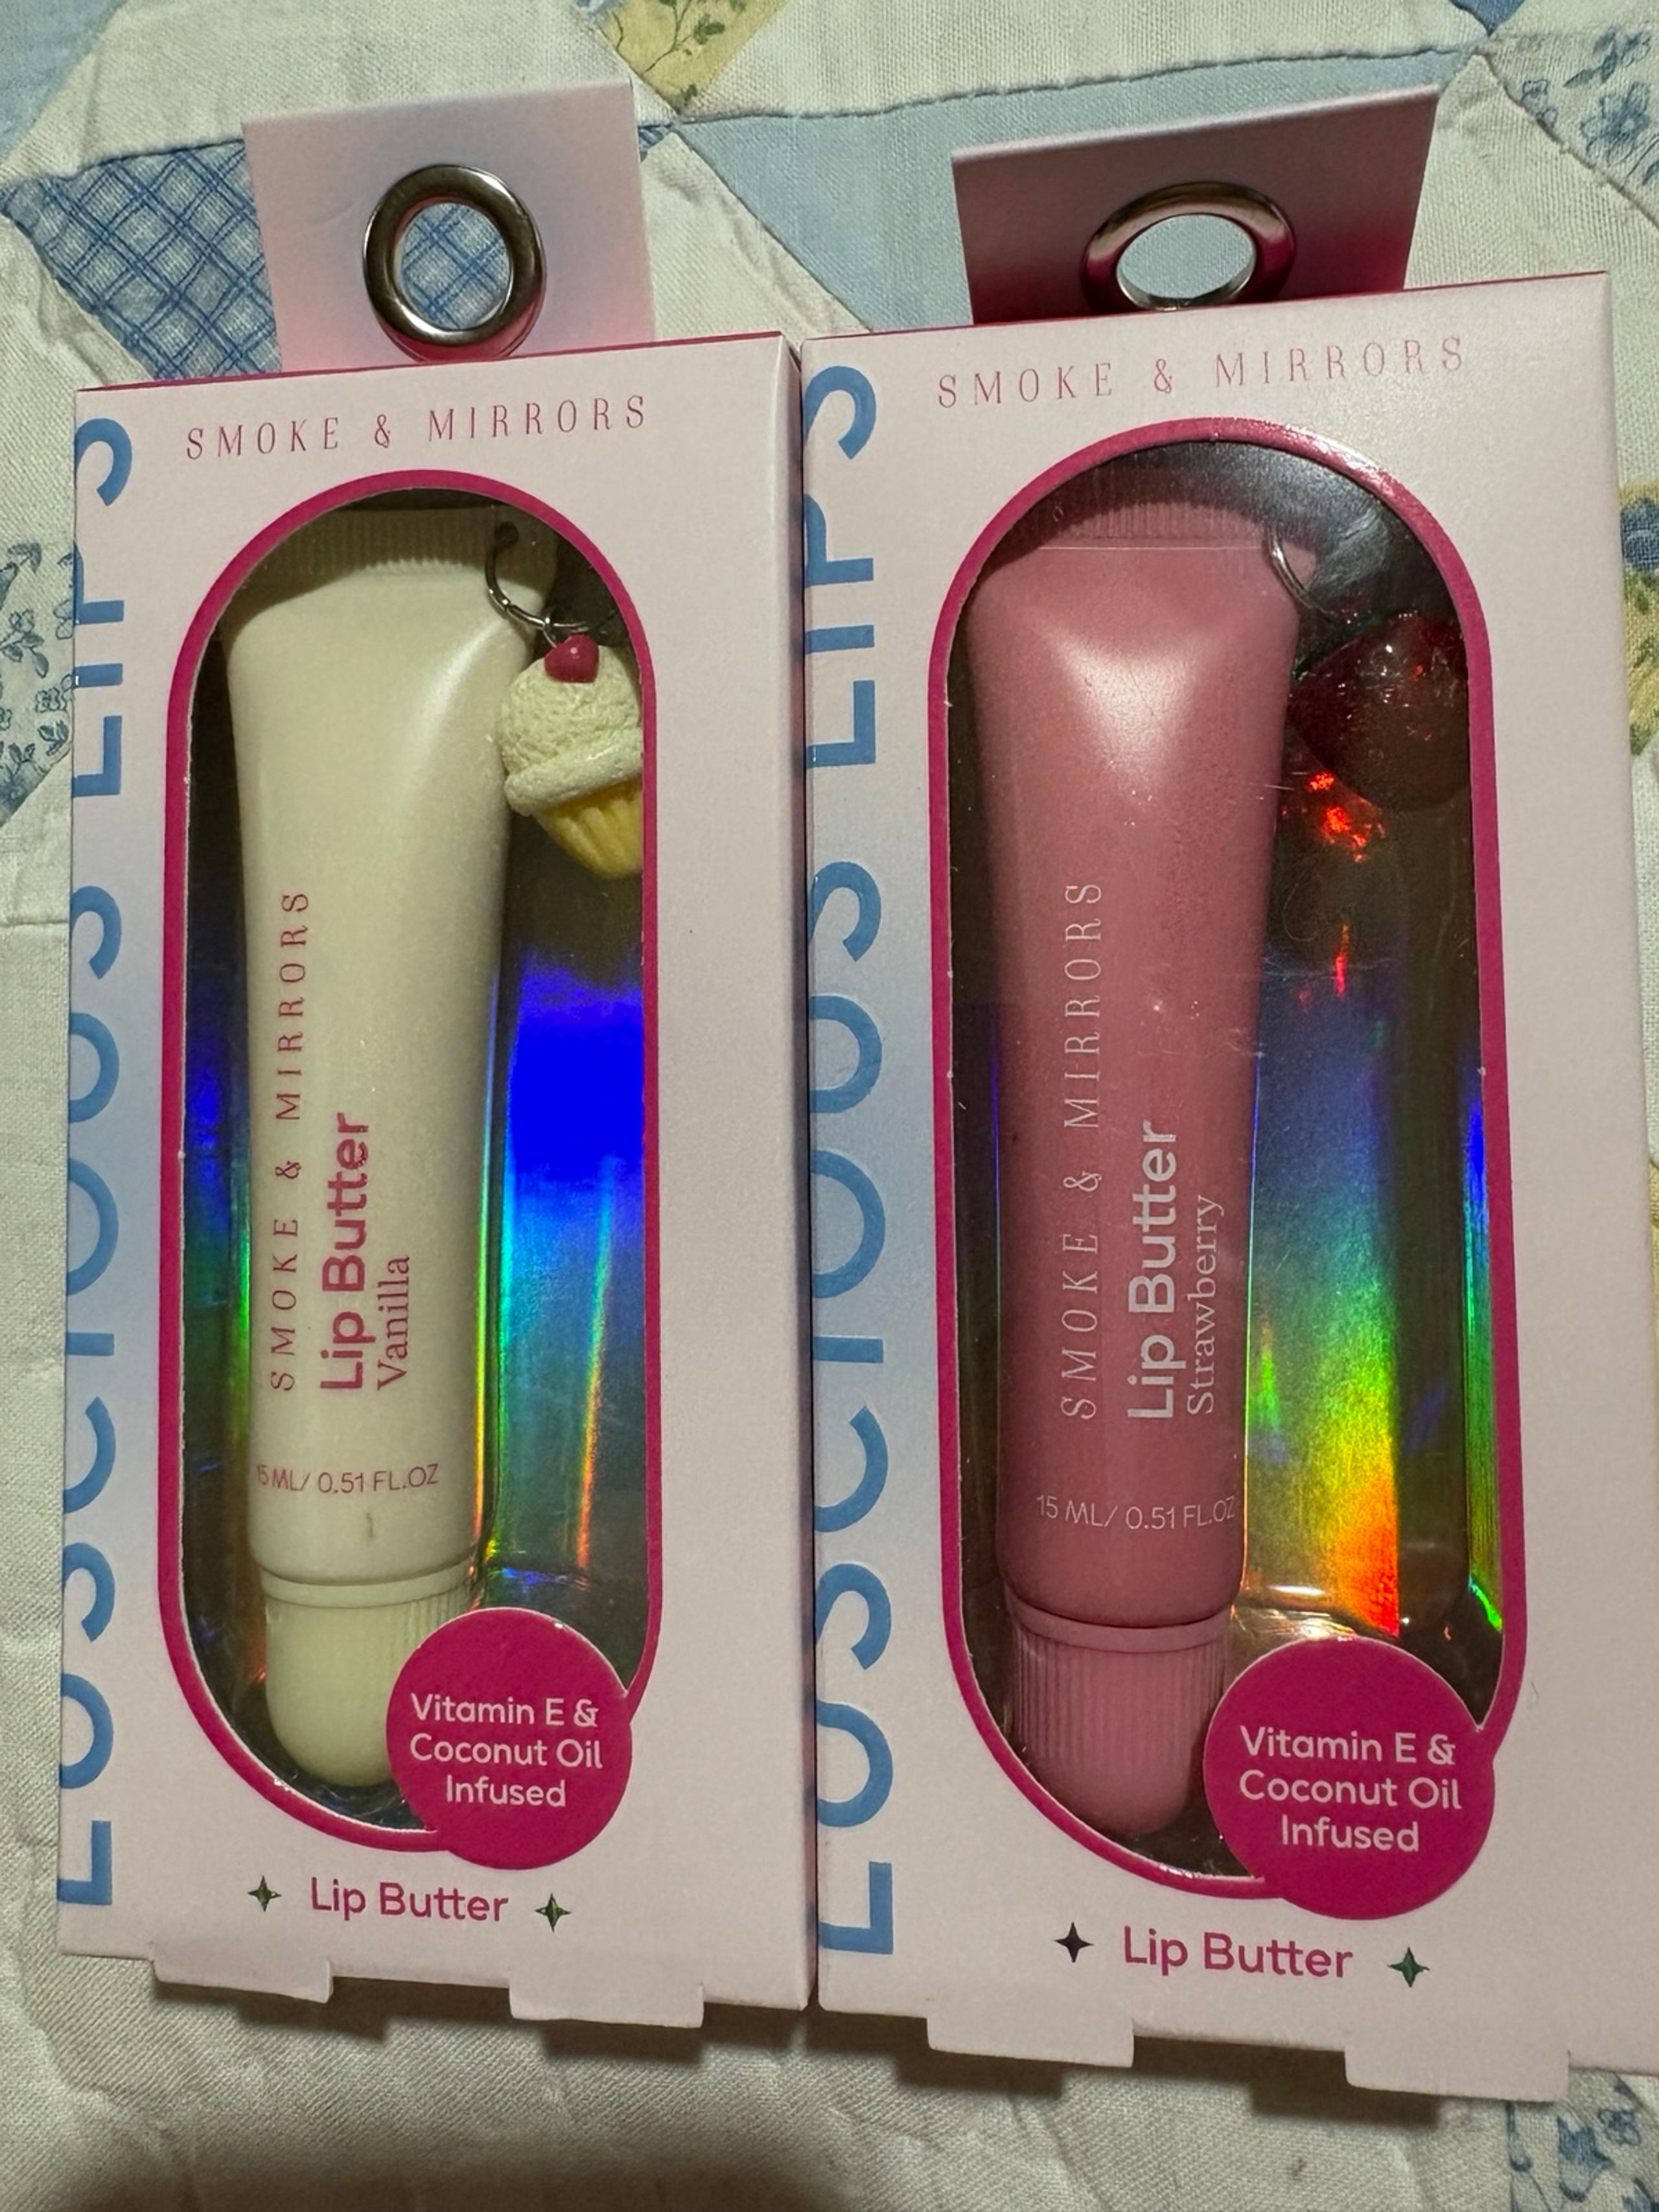 SMOKE & MIRRORS
LUSCIOUS LIPS
SMOKE & MIRRORS
Lip Butter
Vanilla
15 ML/ 0.51 FL.OZ
Vitamin E &
Coconut Oil
Infused
Lip Butter
SMOKE & MIRRORS
LUSCIOUS LIPS
SMOKE & MIRRORS
Lip Butter
Strawberry
15 ML/ 0.51 FL.OZ
Vitamin E &
Coconut Oil
Infused
Lip Butter